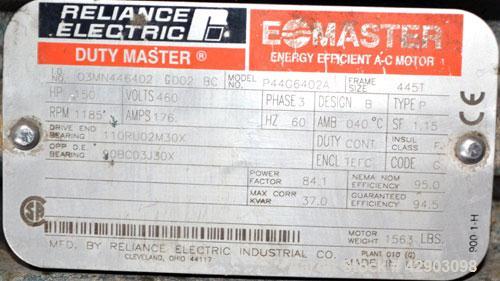 RELIANCE ELECTRIC
DUTY MASTER®
E MASTER
ENERGY EFFICIENT A-C MOTOR
I.D. NO. 03MN446402 G002 BC MODEL NO. P44G6402A FRAME SIZE 445T
HP 150 VOLTS 460 PHASE 3 DESIGN B TYPE P
RPM 1185 AMPS 176. HZ 60 AMB 040°C SF 1.15
DRIVE END BEARING 110RU02M30X DUTY CONT. INSUL CLASS F
OPP D.E. BEARING 90BC03J30X ENCL TEFC CODE G
POWER FACTOR 84.1 NEMA NOM EFFICIENCY 95.0
MAX CORR KVAR 37.0 GUARANTEED EFFICIENCY 94.5
MOTOR WEIGHT 1563 LBS.
MFD. BY RELIANCE ELECTRIC INDUSTRIAL CO.
CLEVELAND, OHIO 44117
PLANT 010 (G)
MADE IN
900 1-H
42903098